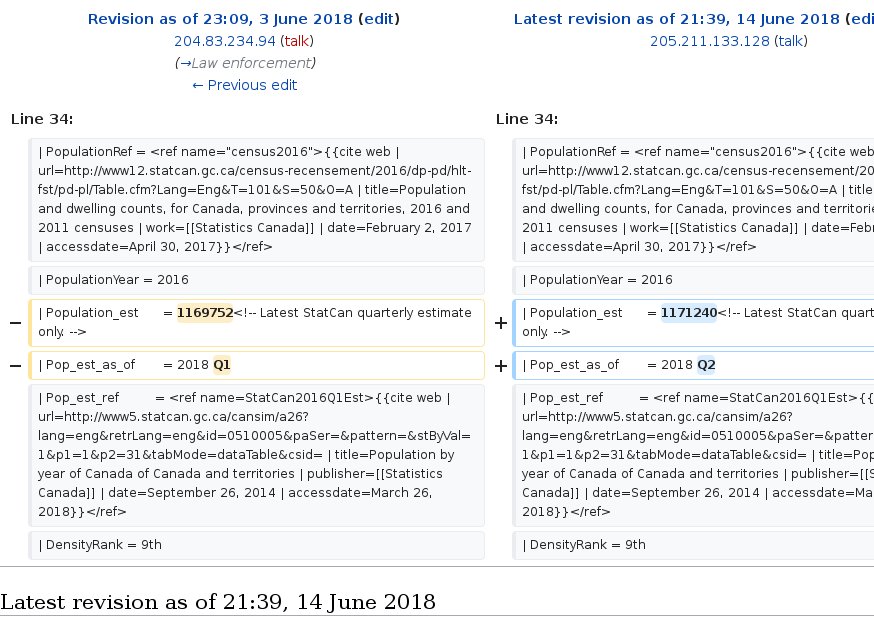 Revision as of 23:09, 3 June 2018 (edit)
204.83.234.94 (talk)
(→Law enforcement)
← Previous edit
Latest revision as of 21:39, 14 June 2018 (edi
205.211.133.128 (talk)
Line 34:
| PopulationRef = <ref name="census2016">{{cite web |
url=http://www12.statcan.gc.ca/census-recensement/2016/dp-pd/hlt-
fst/pd-pl/Table.cfm?Lang=Eng&T=101&S=50&O=A | title=Population
and dwelling counts, for Canada, provinces and territories, 2016 and
2011 censuses | work=[[Statistics Canada]] | date=February 2, 2017
| accessdate=April 30, 2017}}</ref>
| PopulationYear = 2016
− | Population_est = 1169752<!-- Latest StatCan quarterly estimate
only. -->
− | Pop_est_as_of = 2018 Q1
| Pop_est_ref = <ref name=StatCan2016Q1Est>{{cite web |
url=http://www5.statcan.gc.ca/cansim/a26?
lang=eng&retrLang=eng&id=0510005&paSer=&pattern=&stByVal=
1&p1=1&p2=31&tabMode=dataTable&csid= | title=Population by
year of Canada of Canada and territories | publisher=[[Statistics
Canada]] | date=September 26, 2014 | accessdate=March 26,
2018}}</ref>
| DensityRank = 9th
Line 34:
| PopulationRef = <ref name="census2016">{{cite web |
url=http://www12.statcan.gc.ca/census-recensement/20
fst/pd-pl/Table.cfm?Lang=Eng&T=101&S=50&O=A | title
and dwelling counts, for Canada, provinces and territorie
2011 censuses | work=[[Statistics Canada]] | date=Febr
| accessdate=April 30, 2017}}</ref>
| PopulationYear = 2016
+ | Population_est = 1171240<!-- Latest StatCan quart
only. -->
+ | Pop_est_as_of = 2018 Q2
| Pop_est_ref = <ref name=StatCan2016Q1Est>{{c
url=http://www5.statcan.gc.ca/cansim/a26?
lang=eng&retrLang=eng&id=0510005&paSer=&patter
1&p1=1&p2=31&tabMode=dataTable&csid= | title=Pop
year of Canada of Canada and territories | publisher=[[S
Canada]] | date=September 26, 2014 | accessdate=Ma
2018}}</ref>
| DensityRank = 9th
Latest revision as of 21:39, 14 June 2018